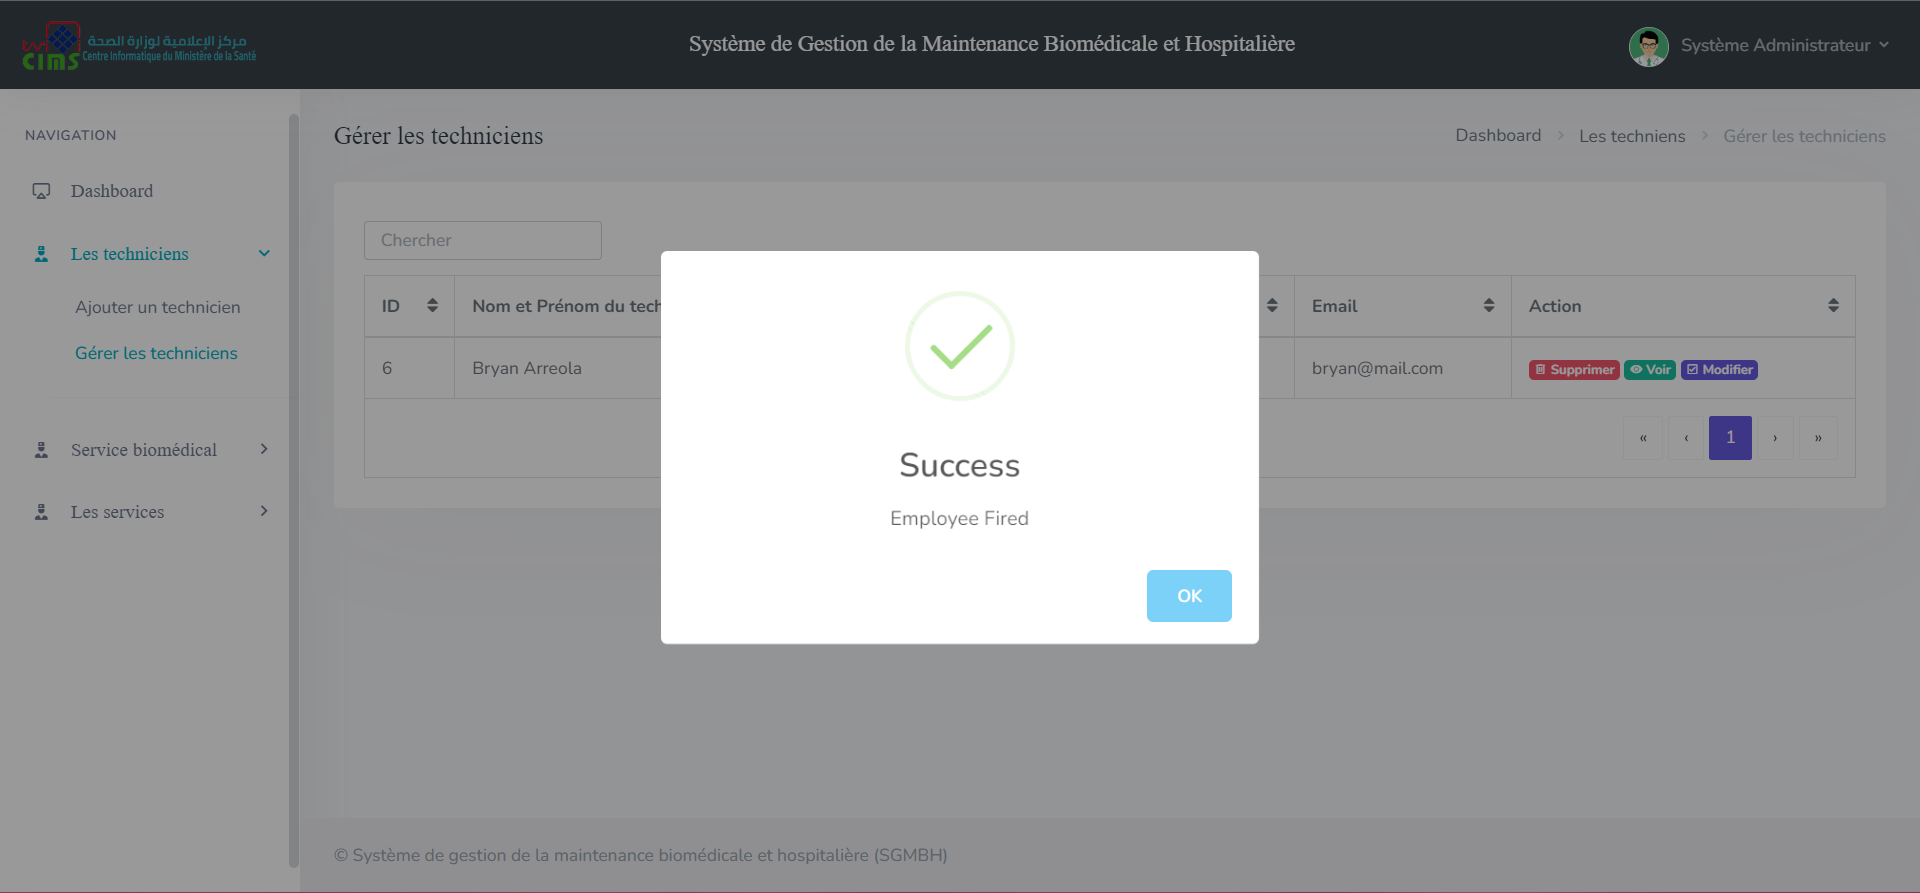 مركز الإعلامية لوزارة الصحة
CIMS Centre Informatique du Ministère de la Santé
Système de Gestion de la Maintenance Biomédicale et Hospitalière
Système Administrateur
NAVIGATION
Dashboard
Les techniciens
Ajouter un technicien
Gérer les techniciens
Service biomédical
Les services
Gérer les techniciens
Dashboard > Les techniens > Gérer les techniciens
Chercher
ID Nom et Prénom du tech Email Action
6 Bryan Arreola bryan@mail.com Supprimer Voir Modifier
« ‹ 1 › »
Success
Employee Fired
OK
© Système de gestion de la maintenance biomédicale et hospitalière (SGMBH)